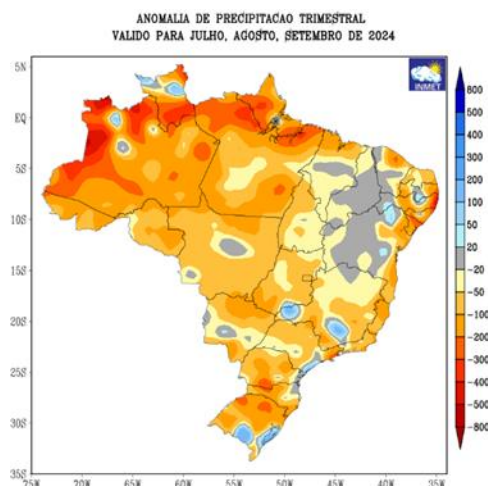 ANOMALIA DE PRECIPITACAO TRIMESTRAL
VALIDO PARA JULHO, AGOSTO, SETEMBRO DE 2024
INMET
5N
EQ
5S
10S
15S
20S
25S
30S
35S
75W 70W 65W 60W 55W 50W 45W 40W 35W
800
500
400
300
200
100
50
20
-20
-50
-100
-200
-300
-400
-500
-800